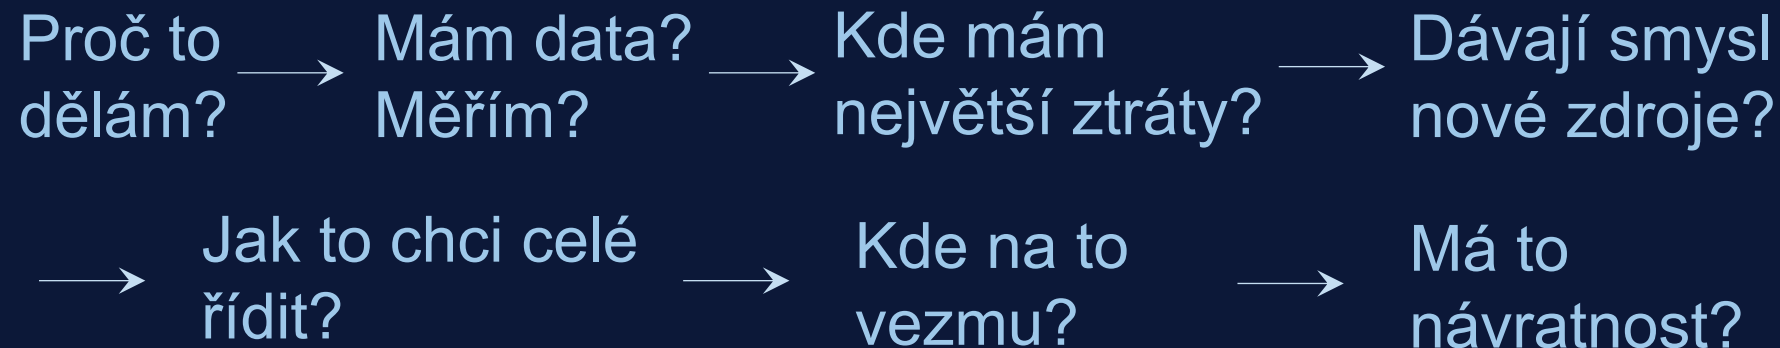 Proč to
dělám?
Mám data?
Měřím?
Kde mám
největší ztráty?
Dávají smysl
nové zdroje?
Jak to chci celé
řídit?
Kde na to
vezmu?
Má to
návratnost?